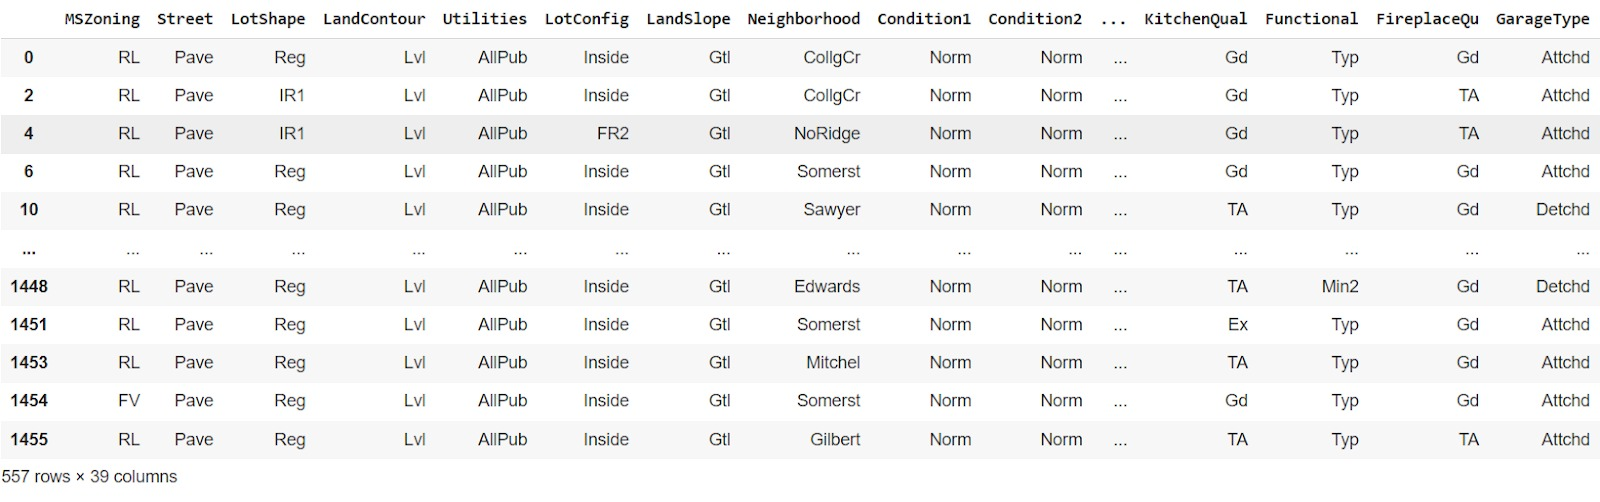 MSZoning Street LotShape LandContour Utilities LotConfig LandSlope Neighborhood Condition1 Condition2 ... KitchenQual Functional FireplaceQu GarageType
0 RL Pave Reg Lvl AllPub Inside Gtl CollgCr Norm Norm ... Gd Typ Gd Attchd
2 RL Pave IR1 Lvl AllPub Inside Gtl CollgCr Norm Norm ... Gd Typ TA Attchd
4 RL Pave IR1 Lvl AllPub FR2 Gtl NoRidge Norm Norm ... Gd Typ TA Attchd
6 RL Pave Reg Lvl AllPub Inside Gtl Somerst Norm Norm ... Gd Typ Gd Attchd
10 RL Pave Reg Lvl AllPub Inside Gtl Sawyer Norm Norm ... TA Typ Gd Detchd
... ... ... ... ... ... ... ... ... ... ... ... ... ... ... ...
1448 RL Pave Reg Lvl AllPub Inside Gtl Edwards Norm Norm ... TA Min2 Gd Detchd
1451 RL Pave Reg Lvl AllPub Inside Gtl Somerst Norm Norm ... Ex Typ Gd Attchd
1453 RL Pave Reg Lvl AllPub Inside Gtl Mitchel Norm Norm ... TA Typ Gd Attchd
1454 FV Pave Reg Lvl AllPub Inside Gtl Somerst Norm Norm ... Gd Typ Gd Attchd
1455 RL Pave Reg Lvl AllPub Inside Gtl Gilbert Norm Norm ... TA Typ TA Attchd
557 rows × 39 columns